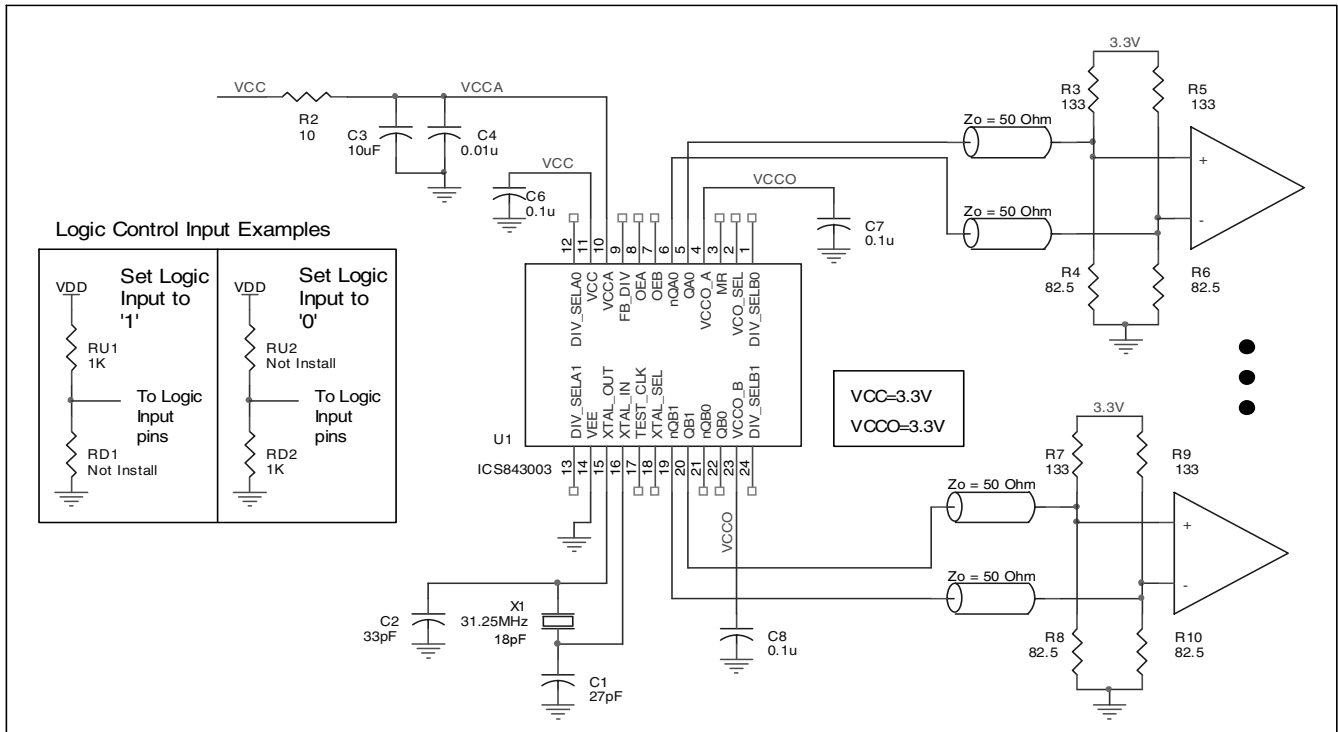 VCC
R2
10
VCCA
C3
10uF
C4
0.01u
VCC
C6
0.1u
VCCO
C7
0.1u
3.3V
R3
133
R5
133
Zo = 50 Ohm
+
Zo = 50 Ohm
-
R4
82.5
R6
82.5
Logic Control Input Examples
VDD
Set Logic
Input to
'1'
RU1
1K
To Logic
Input
pins
RD1
Not Install
VDD
Set Logic
Input to
'0'
RU2
Not Install
To Logic
Input
pins
RD2
1K
12 11 10 9 8 7 6 5 4 3 2 1
DIV_SELA0
VCC
VCCA
FB_DIV
OEA
OEB
nQA0
QA0
VCCO_A
MR
VCO_SEL
DIV_SELB0
DIV_SELA1
VEE
XTAL_OUT
XTAL_IN
TEST_CLK
XTAL_SEL
nQB1
QB1
nQB0
QB0
VCCO_B
DIV_SELB1
U1
ICS843003
13 14 15 16 17 18 19 20 21 22 23 24
VCC=3.3V
VCCO=3.3V
VCCO
3.3V
R7
133
R9
133
Zo = 50 Ohm
+
Zo = 50 Ohm
-
R8
82.5
R10
82.5
C2
33pF
X1
31.25MHz
18pF
C1
27pF
C8
0.1u